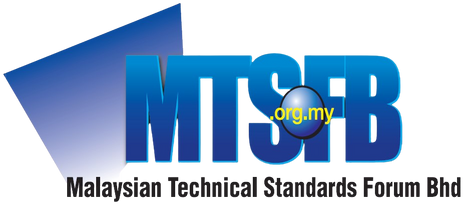 MTSFB
.org.my
Malaysian Technical Standards Forum Bhd